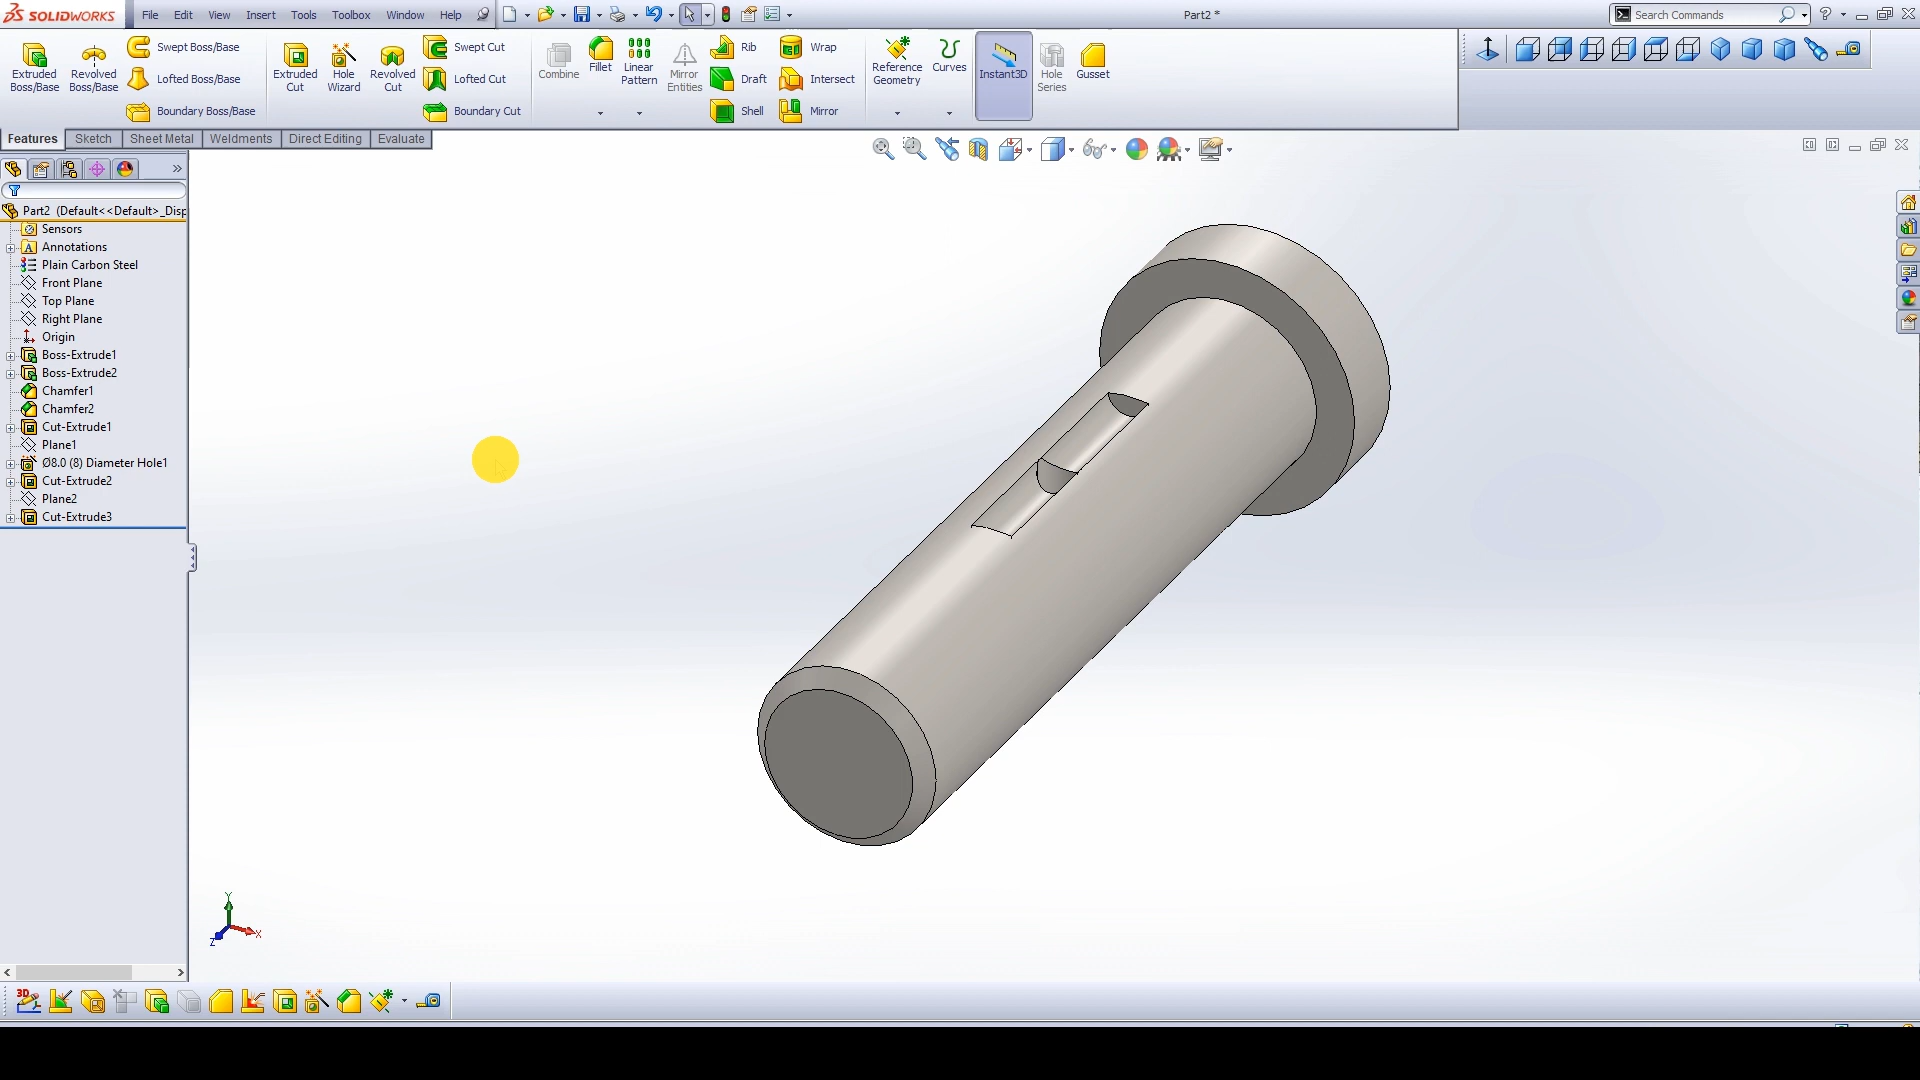 SOLIDWORKS File Edit View Insert Tools Toolbox Window Help Part2 * Search Commands ?
Extruded Boss/Base
Revolved Boss/Base
Swept Boss/Base
Lofted Boss/Base
Boundary Boss/Base
Extruded Cut
Hole Wizard
Revolved Cut
Swept Cut
Lofted Cut
Boundary Cut
Combine
Fillet
Linear Pattern
Mirror Entities
Rib
Draft
Shell
Wrap
Intersect
Mirror
Reference Geometry
Curves
Instant3D
Hole Series
Gusset
Features Sketch Sheet Metal Weldments Direct Editing Evaluate
Part2 (Default<<Default>_Disp
Sensors
A Annotations
Plain Carbon Steel
Front Plane
Top Plane
Right Plane
Origin
Boss-Extrude1
Boss-Extrude2
Chamfer1
Chamfer2
Cut-Extrude1
Plane1
Ø8.0 (8) Diameter Hole1
Cut-Extrude2
Plane2
Cut-Extrude3
Y
X
Z
3D